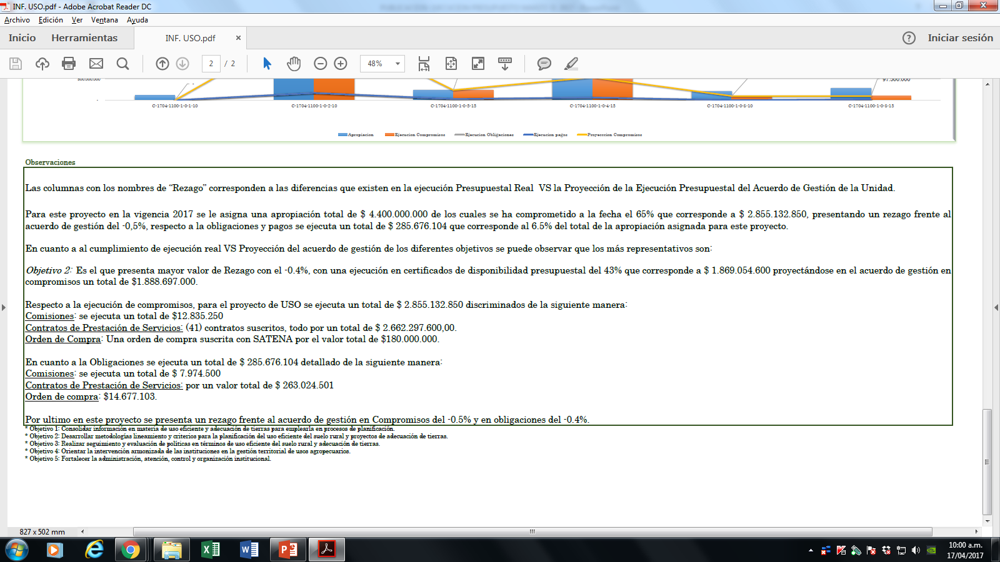 INF. USO.pdf - Adobe Acrobat Reader DC
Archivo Edición Ver Ventana Ayuda
Inicio Herramientas INF. USO.pdf × ? Iniciar sesión
2 / 2 48%
500.000.000
-
-
97.500.000
C-1704-1100-1-0-1-10 C-1704-1100-1-0-2-10 C-1704-1100-1-0-5-15 C-1704-1100-1-0-4-15 C-1704-1100-1-0-5-10 C-1704-1100-1-0-5-15
Apropiacion Ejecucion Compromisos Ejecucion Obligaciones Ejecucion pagos Proyeccion Compromisos
Observaciones
Las columnas con los nombres de “Rezago” corresponden a las diferencias que existen en la ejecución Presupuestal Real VS la Proyección de la Ejecución Presupuestal del Acuerdo de Gestión de la Unidad.
Para este proyecto en la vigencia 2017 se le asigna una apropiación total de $ 4.400.000.000 de los cuales se ha comprometido a la fecha el 65% que corresponde a $ 2.855.132.850, presentando un rezago frente al
acuerdo de gestión del -0,5%, respecto a la obligaciones y pagos se ejecuta un total de $ 285.676.104 que corresponde al 6.5% del total de la apropiación asignada para este proyecto.
En cuanto a al cumplimiento de ejecución real VS Proyección del acuerdo de gestión de los diferentes objetivos se puede observar que los más representativos son:
Objetivo 2: Es el que presenta mayor valor de Rezago con el -0.4%, con una ejecución en certificados de disponibilidad presupuestal del 43% que corresponde a $ 1.869.054.600 proyectándose en el acuerdo de gestión en
compromisos un total de $1.888.697.000.
Respecto a la ejecución de compromisos, para el proyecto de USO se ejecuta un total de $ 2.855.132.850 discriminados de la siguiente manera:
Comisiones: se ejecuta un total de $12.835.250
Contratos de Prestación de Servicios: (41) contratos suscritos, todo por un total de $ 2.662.297.600,00.
Orden de Compra: Una orden de compra suscrita con SATENA por el valor total de $180.000.000.
En cuanto a la Obligaciones se ejecuta un total de $ 285.676.104 detallado de la siguiente manera:
Comisiones: se ejecuta un total de $ 7.974.500
Contratos de Prestación de Servicios: por un valor total de $ 263.024.501
Orden de compra: $14.677.103.
Por ultimo en este proyecto se presenta un rezago frente al acuerdo de gestión en Compromisos del -0.5% y en obligaciones del -0.4%.
* Objetivo 1: Consolidar información en materia de uso eficiente y adecuación de tierras para emplearla en procesos de planificación.
* Objetivo 2: Desarrollar metodologías lineamiento y criterios para la planificación del uso eficiente del suelo rural y proyectos de adecuación de tierras.
* Objetivo 3: Realizar seguimiento y evaluación de políticas en términos de uso eficiente del suelo rural y adecuación de tierras.
* Objetivo 4: Orientar la intervención armonizada de las instituciones en la gestión territorial de usos agropecuarios.
* Objetivo 5: Fortalecer la administración, atención, control y organización institucional.
827 x 502 mm
10:00 a.m.
17/04/2017